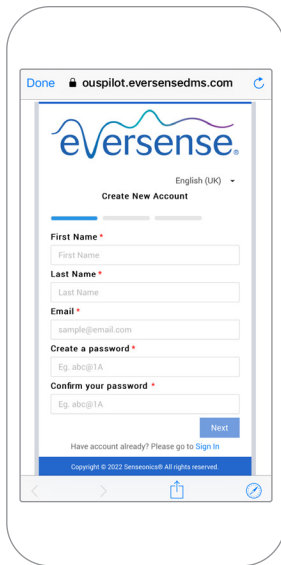 Done ouspilot.eversensedms.com
eversense®
English (UK)
Create New Account
First Name *
First Name
Last Name *
Last Name
Email *
sample@email.com
Create a password *
Eg. abc@1A
Confirm your password *
Eg. abc@1A
Next
Have account already? Please go to Sign In
Copyright © 2022 Senseonics® All rights reserved.